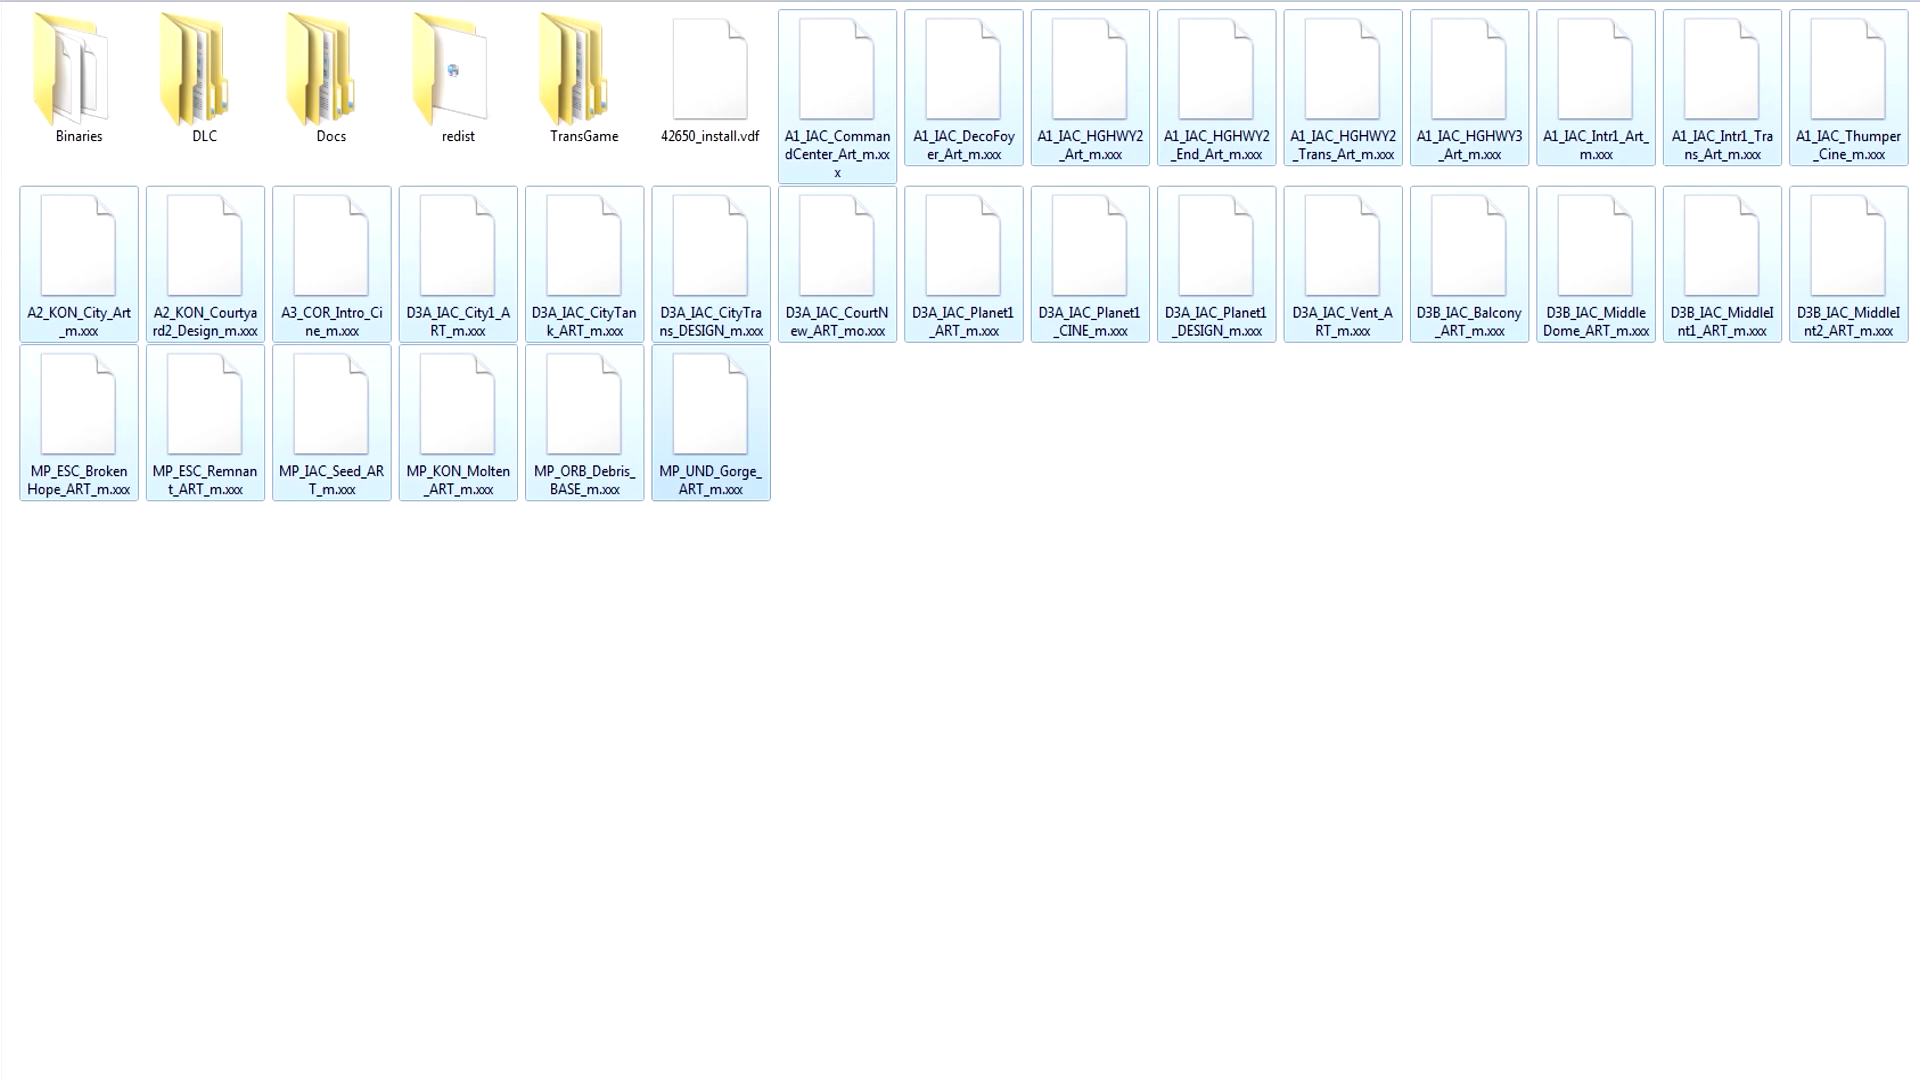 Binaries
DLC
Docs
redist
TransGame
42650_install.vdf
A1_IAC_Comman
dCenter_Art_m.xx
x
A1_IAC_DecoFoy
er_Art_m.xxx
A1_IAC_HGHWY2
_Art_m.xxx
A1_IAC_HGHWY2
_End_Art_m.xxx
A1_IAC_HGHWY2
_Trans_Art_m.xxx
A1_IAC_HGHWY3
_Art_m.xxx
A1_IAC_Intr1_Art_
m.xxx
A1_IAC_Intr1_Tra
ns_Art_m.xxx
A1_IAC_Thumper
_Cine_m.xxx
A2_KON_City_Art
_m.xxx
A2_KON_Courtya
rd2_Design_m.xxx
A3_COR_Intro_Ci
ne_m.xxx
D3A_IAC_City1_A
RT_m.xxx
D3A_IAC_CityTan
k_ART_m.xxx
D3A_IAC_CityTra
ns_DESIGN_m.xxx
D3A_IAC_CourtN
ew_ART_mo.xxx
D3A_IAC_Planet1
_ART_m.xxx
D3A_IAC_Planet1
_CINE_m.xxx
D3A_IAC_Planet1
_DESIGN_m.xxx
D3A_IAC_Vent_A
RT_m.xxx
D3B_IAC_Balcony
_ART_m.xxx
D3B_IAC_Middle
Dome_ART_m.xxx
D3B_IAC_MiddleI
nt1_ART_m.xxx
D3B_IAC_MiddleI
nt2_ART_m.xxx
MP_ESC_Broken
Hope_ART_m.xxx
MP_ESC_Remnan
t_ART_m.xxx
MP_IAC_Seed_AR
T_m.xxx
MP_KON_Molten
_ART_m.xxx
MP_ORB_Debris_
BASE_m.xxx
MP_UND_Gorge_
ART_m.xxx